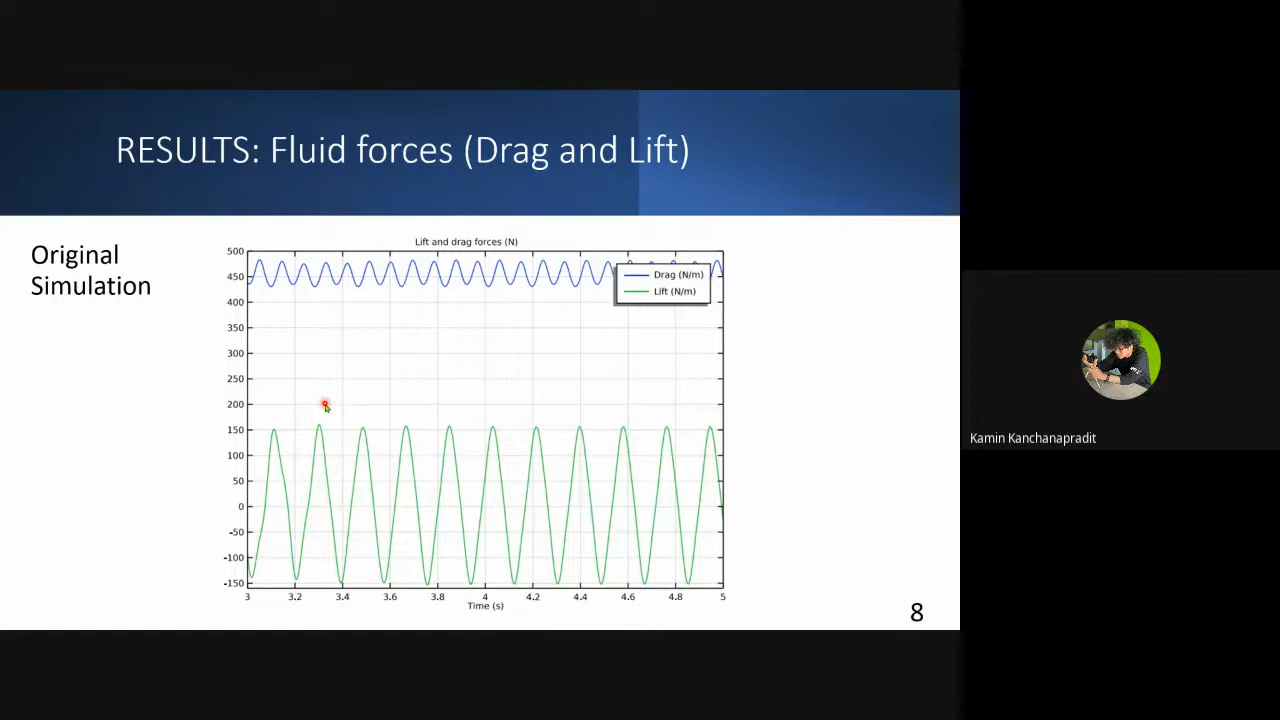 RESULTS: Fluid forces (Drag and Lift)
Original
Simulation
Lift and drag forces (N)
500
450
400
350
300
250
200
150
100
50
0
-50
-100
-150
Drag (N/m)
Lift (N/m)
3 3.2 3.4 3.6 3.8 4 4.2 4.4 4.6 4.8 5
Time (s)
8
Kamin Kanchanapradit